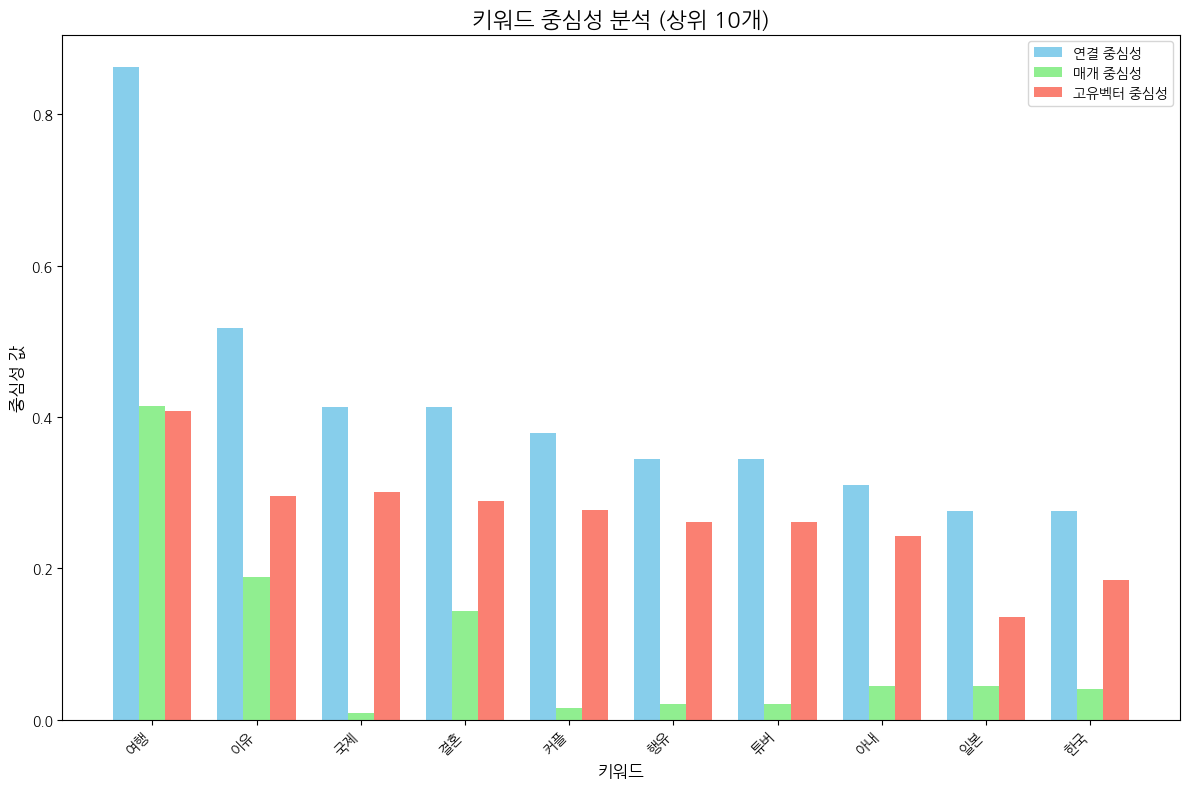 키워드 중심성 분석 (상위 10개)
연결 중심성
매개 중심성
고유벡터 중심성
중심성 값
0.8
0.6
0.4
0.2
0.0
여행
이유
국제
결혼
커플
행유
튜버
아내
일본
한국
키워드